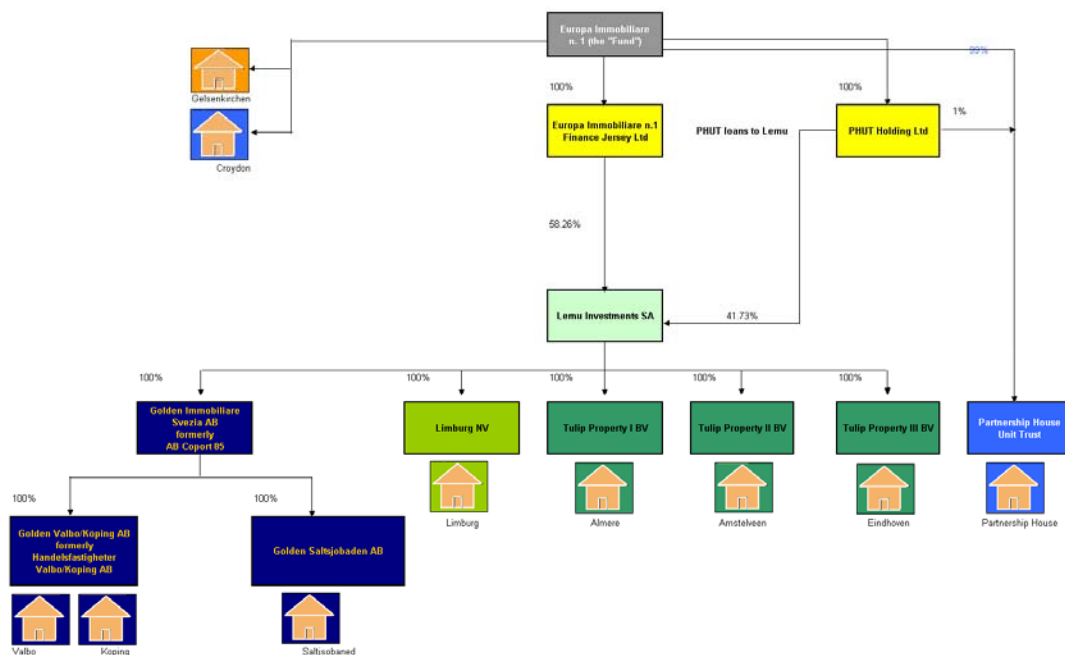 Europa Immobiliare
n. 1 (the "Fund")
99%
Gelsenkirchen
Croydon
100%
100%
1%
Europa Immobiliare n.1
Finance Jersey Ltd
PHUT loans to Lemu
PHUT Holding Ltd
58.26%
Lemu Investments SA
41.73%
100%
100%
100%
100%
100%
Golden Immobiliare
Svezia AB
formerly
AB Coport 85
Limburg NV
Tulip Property I BV
Tulip Property II BV
Tulip Property III BV
Partnership House
Unit Trust
Limburg
Almere
Amstelveen
Eindhoven
Partnership House
100%
100%
Golden Valbo/Koping AB
formerly
Handelsfastigheter
Valbo/Koping AB
Golden Saltsjobaden AB
Valbo
Koping
Saltjsobaned